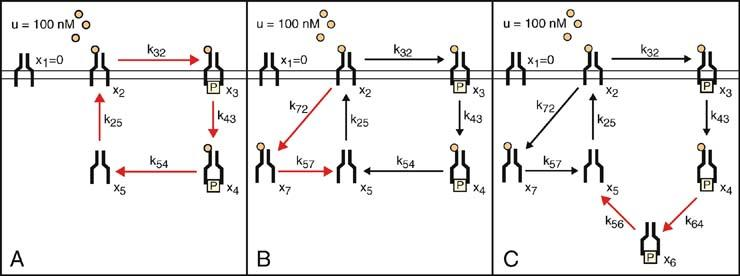 u = 100 nM
x1=0
k32
x2
P
x3
k25
k43
k54
x5
P
x4
A
u = 100 nM
x1=0
k32
x2
P
x3
k72
k25
k43
k57
k54
x7
x5
P
x4
B
u = 100 nM
x1=0
k32
x2
P
x3
k72
k25
k43
k57
x7
x5
P
x4
k56
k64
P
x6
C